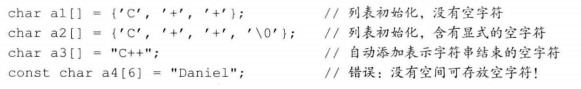 char a1[] = {'C', '+', '+'};          // 列表初始化，没有空字符
char a2[] = {'C', '+', '+', '\0'};    // 列表初始化，含有显式的空字符
char a3[] = "C++";                    // 自动添加表示字符串结束的空字符
const char a4[6] = "Daniel";          // 错误：没有空间可存放空字符!